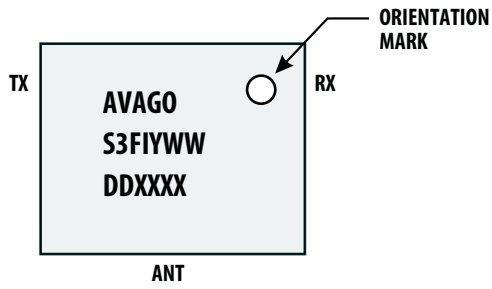 ORIENTATION
MARK
TX
RX
AVAGO
S3FIYWW
DDXXXX
ANT